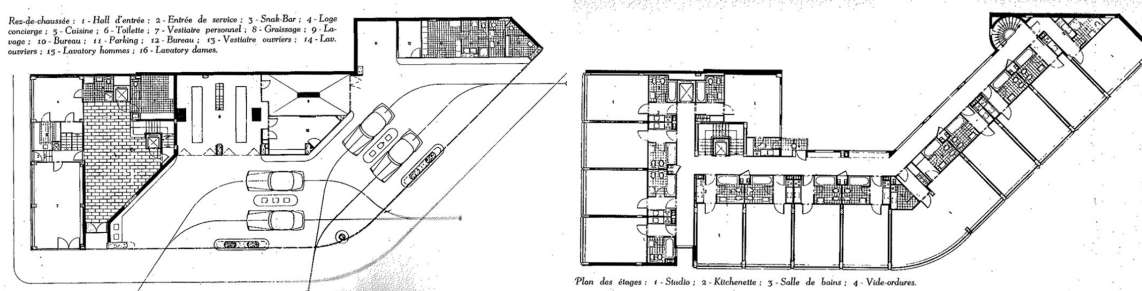 Rez-de-chaussée : 1 - Hall d'entrée : 2 - Entrée de service ; 3 - Snak-Bar ; 4 - Loge
concierge ; 5 - Cuisine ; 6 - Toilette ; 7 - Vestiaire personnel ; 8 - Graissage ; 9 - La-
vage ; 10 - Bureau ; 11 - Parking ; 12 - Bureau ; 13 - Vestiaire ouvriers ; 14 - Lav.
ouvriers ; 15 - Lavatory hommes ; 16 - Lavatory dames.
Plan des étages : 1 - Studio ; 2 - Kitchenette ; 3 - Salle de bains ; 4 - Vide-ordures.